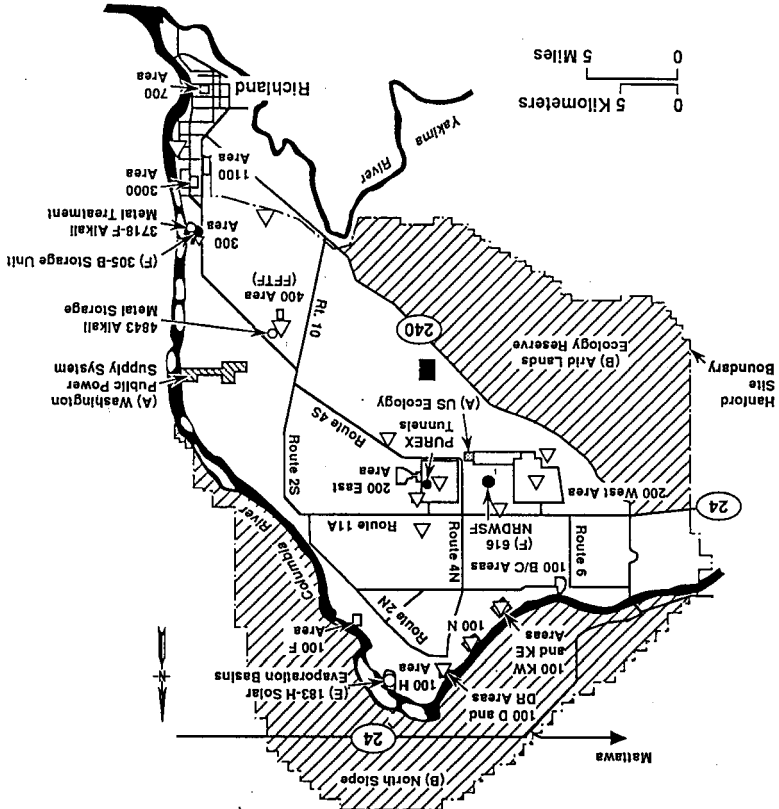 (B) North Slope
Mattawa
24
N
100 D and
DR Areas
100 H
Area
(E) 183-H Solar
Evaporation Basins
100 KW
and KE
Areas
100 N
100 F
Area
Columbia
River
Route 2N
100 B/C Areas
Route 6
Route 4N
(F) 616
NRDWSF
Route 11A
24
200 West Area
200 East
Area
PUREX
Tunnels
(A) US Ecology
Route 4S
Route 2S
(A) Washington
Public Power
Supply System
Hanford
Site
Boundary
(B) Arid Lands
Ecology Reserve
240
Rt. 10
4843 Alkali
Metal Storage
400 Area
(FFTF)
(F) 305-B Storage Unit
3718-F Alkali
Metal Treatment
300
Area
3000
Area
1100
Area
Yakima
River
700
Area
Richland
0 5 Kilometers
0 5 Miles